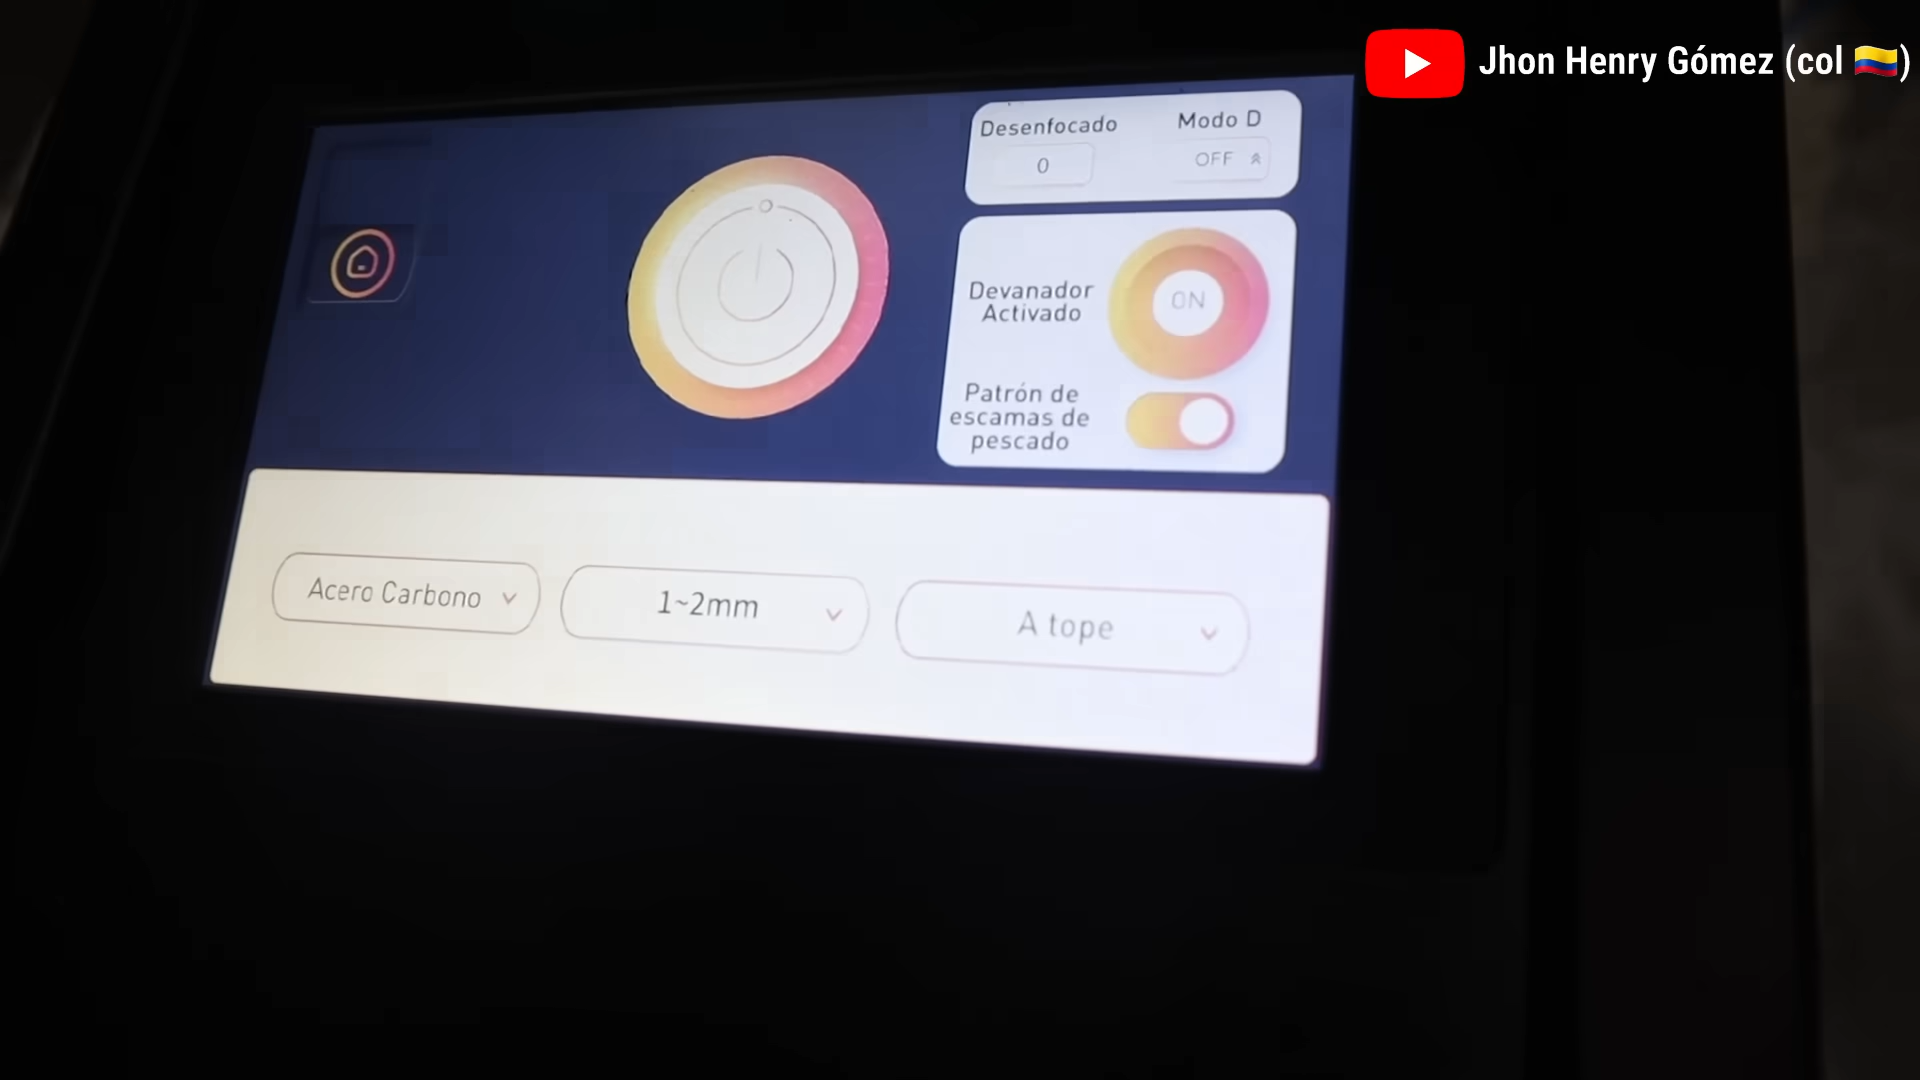 Jhon Henry Gómez (col 🇨🇴)
Desenfocado
0
Modo D
OFF
Devanador
Activado
ON
Patrón de
escamas de
pescado
Acero Carbono
1~2mm
A tope